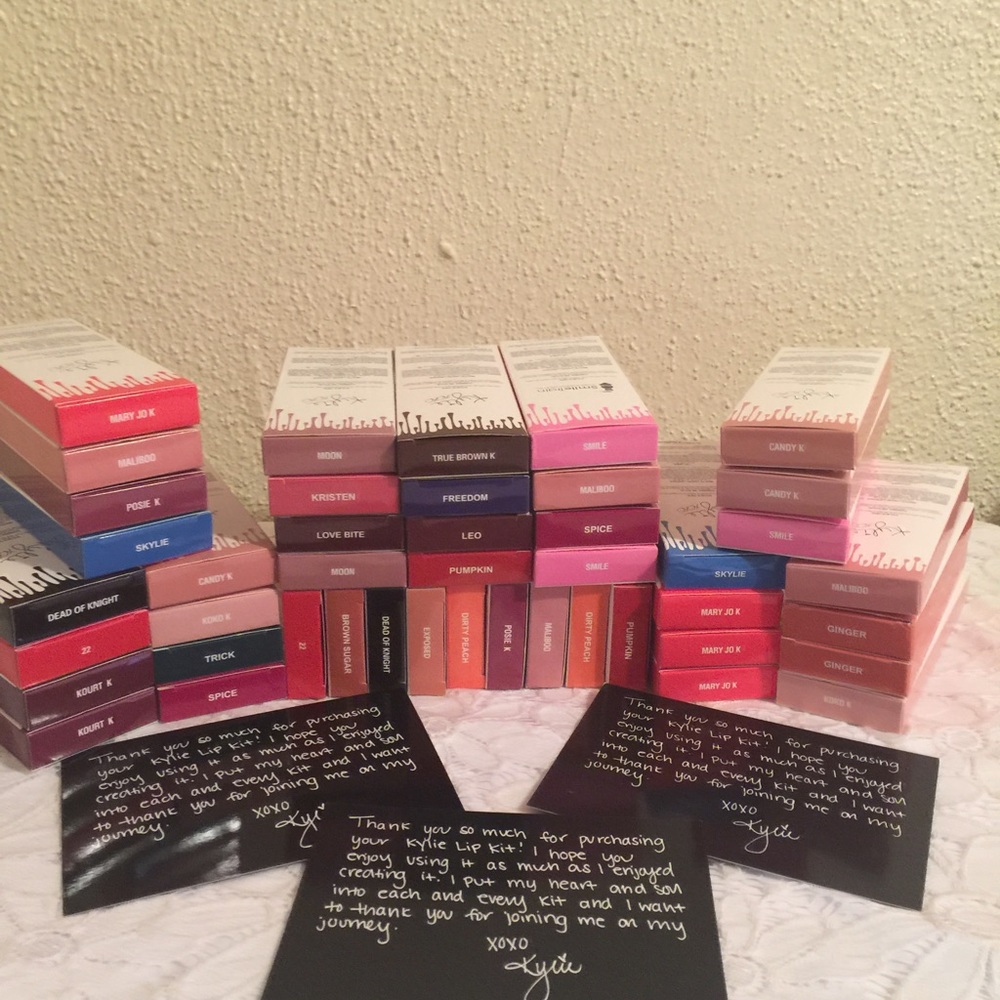 MARY JO K
MALIBOO
POSIE K
SKYLIE
DEAD OF KNIGHT
22
KOURT K
KOURT K
CANDY K
KOKO K
TRICK
SPICE
MOON
KRISTEN
LOVE BITE
MOON
TRUE BROWN K
FREEDOM
LEO
PUMPKIN
SMILE
MALIBOO
SPICE
SMILE
22
BROWN SUGAR
DEAD OF KNIGHT
EXPOSED
DIRTY PEACH
POSIE K
MALIBOO
DIRTY PEACH
PUMPKIN
SKYLIE
MARY JO K
MARY JO K
MARY JO K
CANDY K
CANDY K
SMILE
MALIBOO
GINGER
GINGER
KOKO K
Thank you so much for purchasing
your Kylie Lip Kit! I hope you
enjoy using it as much as I enjoyed
creating it! I put my heart and soul
into each and every kit and I want
to thank you for joining me on my
journey.
XOXO
Thank you so much for purchasing
your Kylie Lip Kit! I hope you
enjoy using it as much as I enjoyed
creating it! I put my heart and soul
into each and every kit and I want
to thank you for joining me on my
journey.
XOXO
Kylie
Thank you so much for purchasing
your Kylie Lip Kit! I hope you
enjoy using it as much as I enjoyed
creating it! I put my heart and soul
into each and every kit and I want
to thank you for joining me on my
journey.
XOXO
Kylie